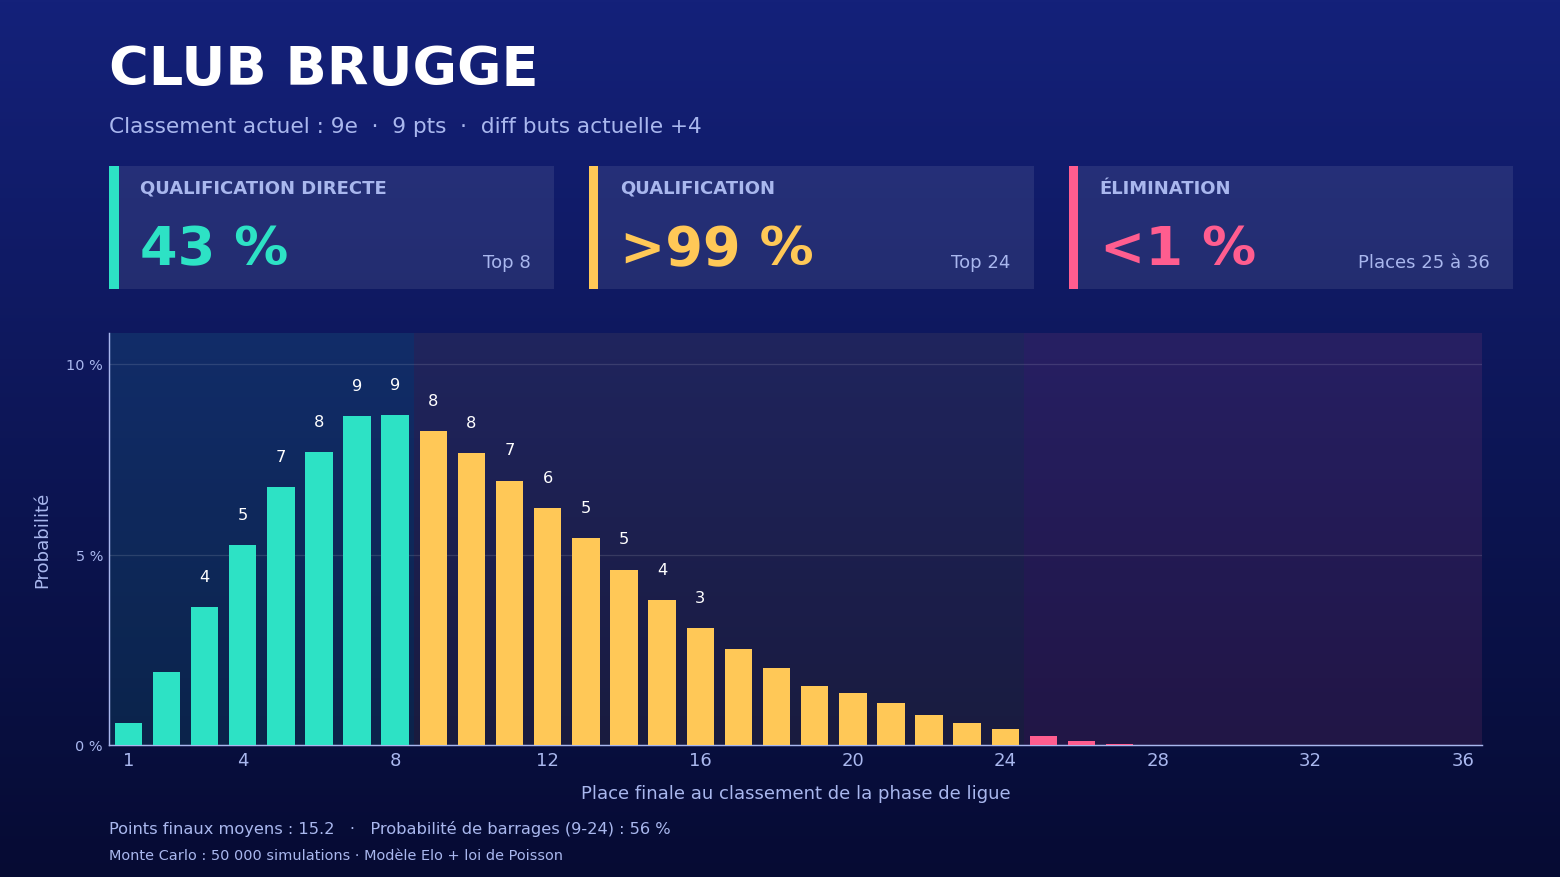 CLUB BRUGGE
Classement actuel : 9e · 9 pts · diff buts actuelle +4
QUALIFICATION DIRECTE
43 %
Top 8
QUALIFICATION
>99 %
Top 24
ÉLIMINATION
<1 %
Places 25 à 36
Probabilité
10 %
5 %
0 %
4
5
7
8
9
9
8
8
7
6
5
5
4
3
1
4
8
12
16
20
24
28
32
36
Place finale au classement de la phase de ligue
Points finaux moyens : 15.2 · Probabilité de barrages (9-24) : 56 %
Monte Carlo : 50 000 simulations · Modèle Elo + loi de Poisson